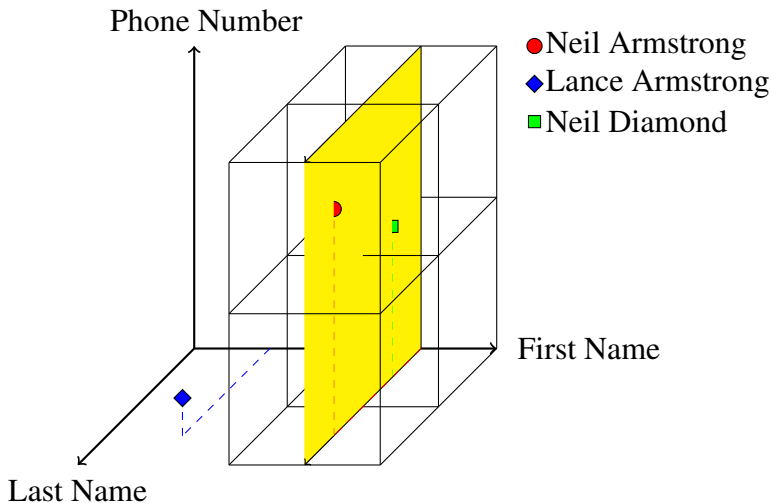 Phone Number
Neil Armstrong
Lance Armstrong
Neil Diamond
First Name
Last Name